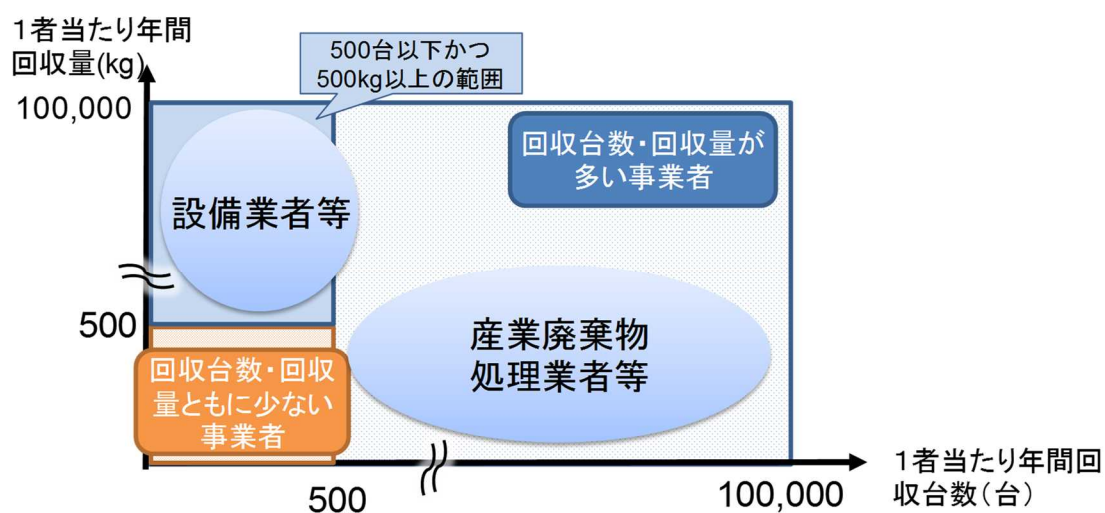 1者当たり年間
回収量(kg)
500台以下かつ
500kg以上の範囲
100,000
回収台数・回収量が
多い事業者
設備業者等
500
産業廃棄物
処理業者等
回収台数・回収
量ともに少ない
事業者
500
100,000
1者当たり年間回
収台数(台)